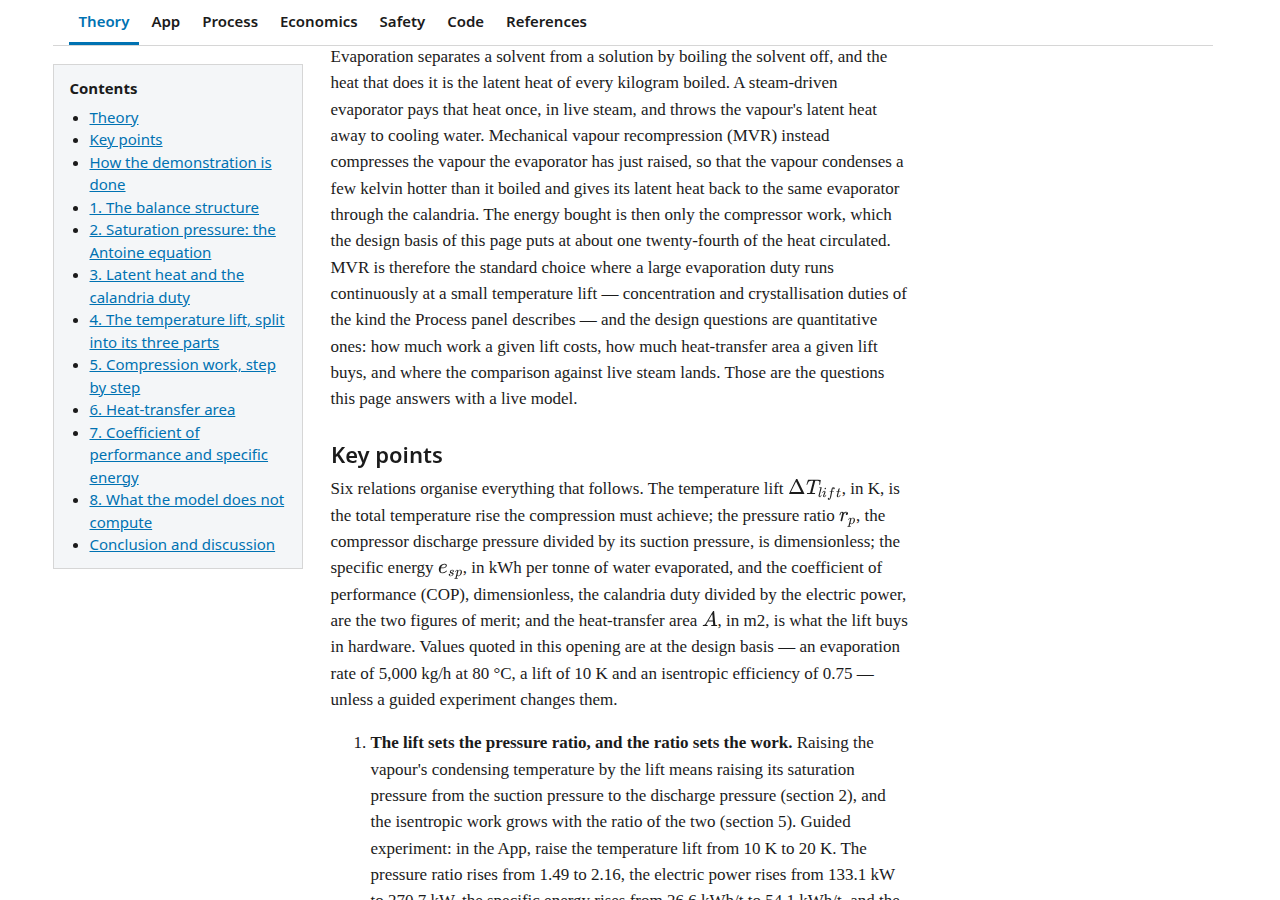 Theory App Process Economics Safety Code References
Contents
Theory
Key points
How the demonstration is
done
1. The balance structure
2. Saturation pressure: the
Antoine equation
3. Latent heat and the
calandria duty
4. The temperature lift, split
into its three parts
5. Compression work, step
by step
6. Heat-transfer area
7. Coefficient of
performance and specific
energy
8. What the model does not
compute
Conclusion and discussion
Evaporation separates a solvent from a solution by boiling the solvent off, and the
heat that does it is the latent heat of every kilogram boiled. A steam-driven
evaporator pays that heat once, in live steam, and throws the vapour's latent heat
away to cooling water. Mechanical vapour recompression (MVR) instead
compresses the vapour the evaporator has just raised, so that the vapour condenses a
few kelvin hotter than it boiled and gives its latent heat back to the same evaporator
through the calandria. The energy bought is then only the compressor work, which
the design basis of this page puts at about one twenty-fourth of the heat circulated.
MVR is therefore the standard choice where a large evaporation duty runs
continuously at a small temperature lift — concentration and crystallisation duties of
the kind the Process panel describes — and the design questions are quantitative
ones: how much work a given lift costs, how much heat-transfer area a given lift
buys, and where the comparison against live steam lands. Those are the questions
this page answers with a live model.
Key points
Six relations organise everything that follows. The temperature lift ΔT_lift, in K, is
the total temperature rise the compression must achieve; the pressure ratio r_p, the
compressor discharge pressure divided by its suction pressure, is dimensionless; the
specific energy e_sp, in kWh per tonne of water evaporated, and the coefficient of
performance (COP), dimensionless, the calandria duty divided by the electric power,
are the two figures of merit; and the heat-transfer area A, in m2, is what the lift buys
in hardware. Values quoted in this opening are at the design basis — an evaporation
rate of 5,000 kg/h at 80 °C, a lift of 10 K and an isentropic efficiency of 0.75 —
unless a guided experiment changes them.
1. The lift sets the pressure ratio, and the ratio sets the work. Raising the
vapour's condensing temperature by the lift means raising its saturation
pressure from the suction pressure to the discharge pressure (section 2), and
the isentropic work grows with the ratio of the two (section 5). Guided
experiment: in the App, raise the temperature lift from 10 K to 20 K. The
pressure ratio rises from 1.49 to 2.16, the electric power rises from 133.1 kW
to 270.7 kW, the specific energy rises from 26.6 kWh/t to 54.1 kWh/t, and the